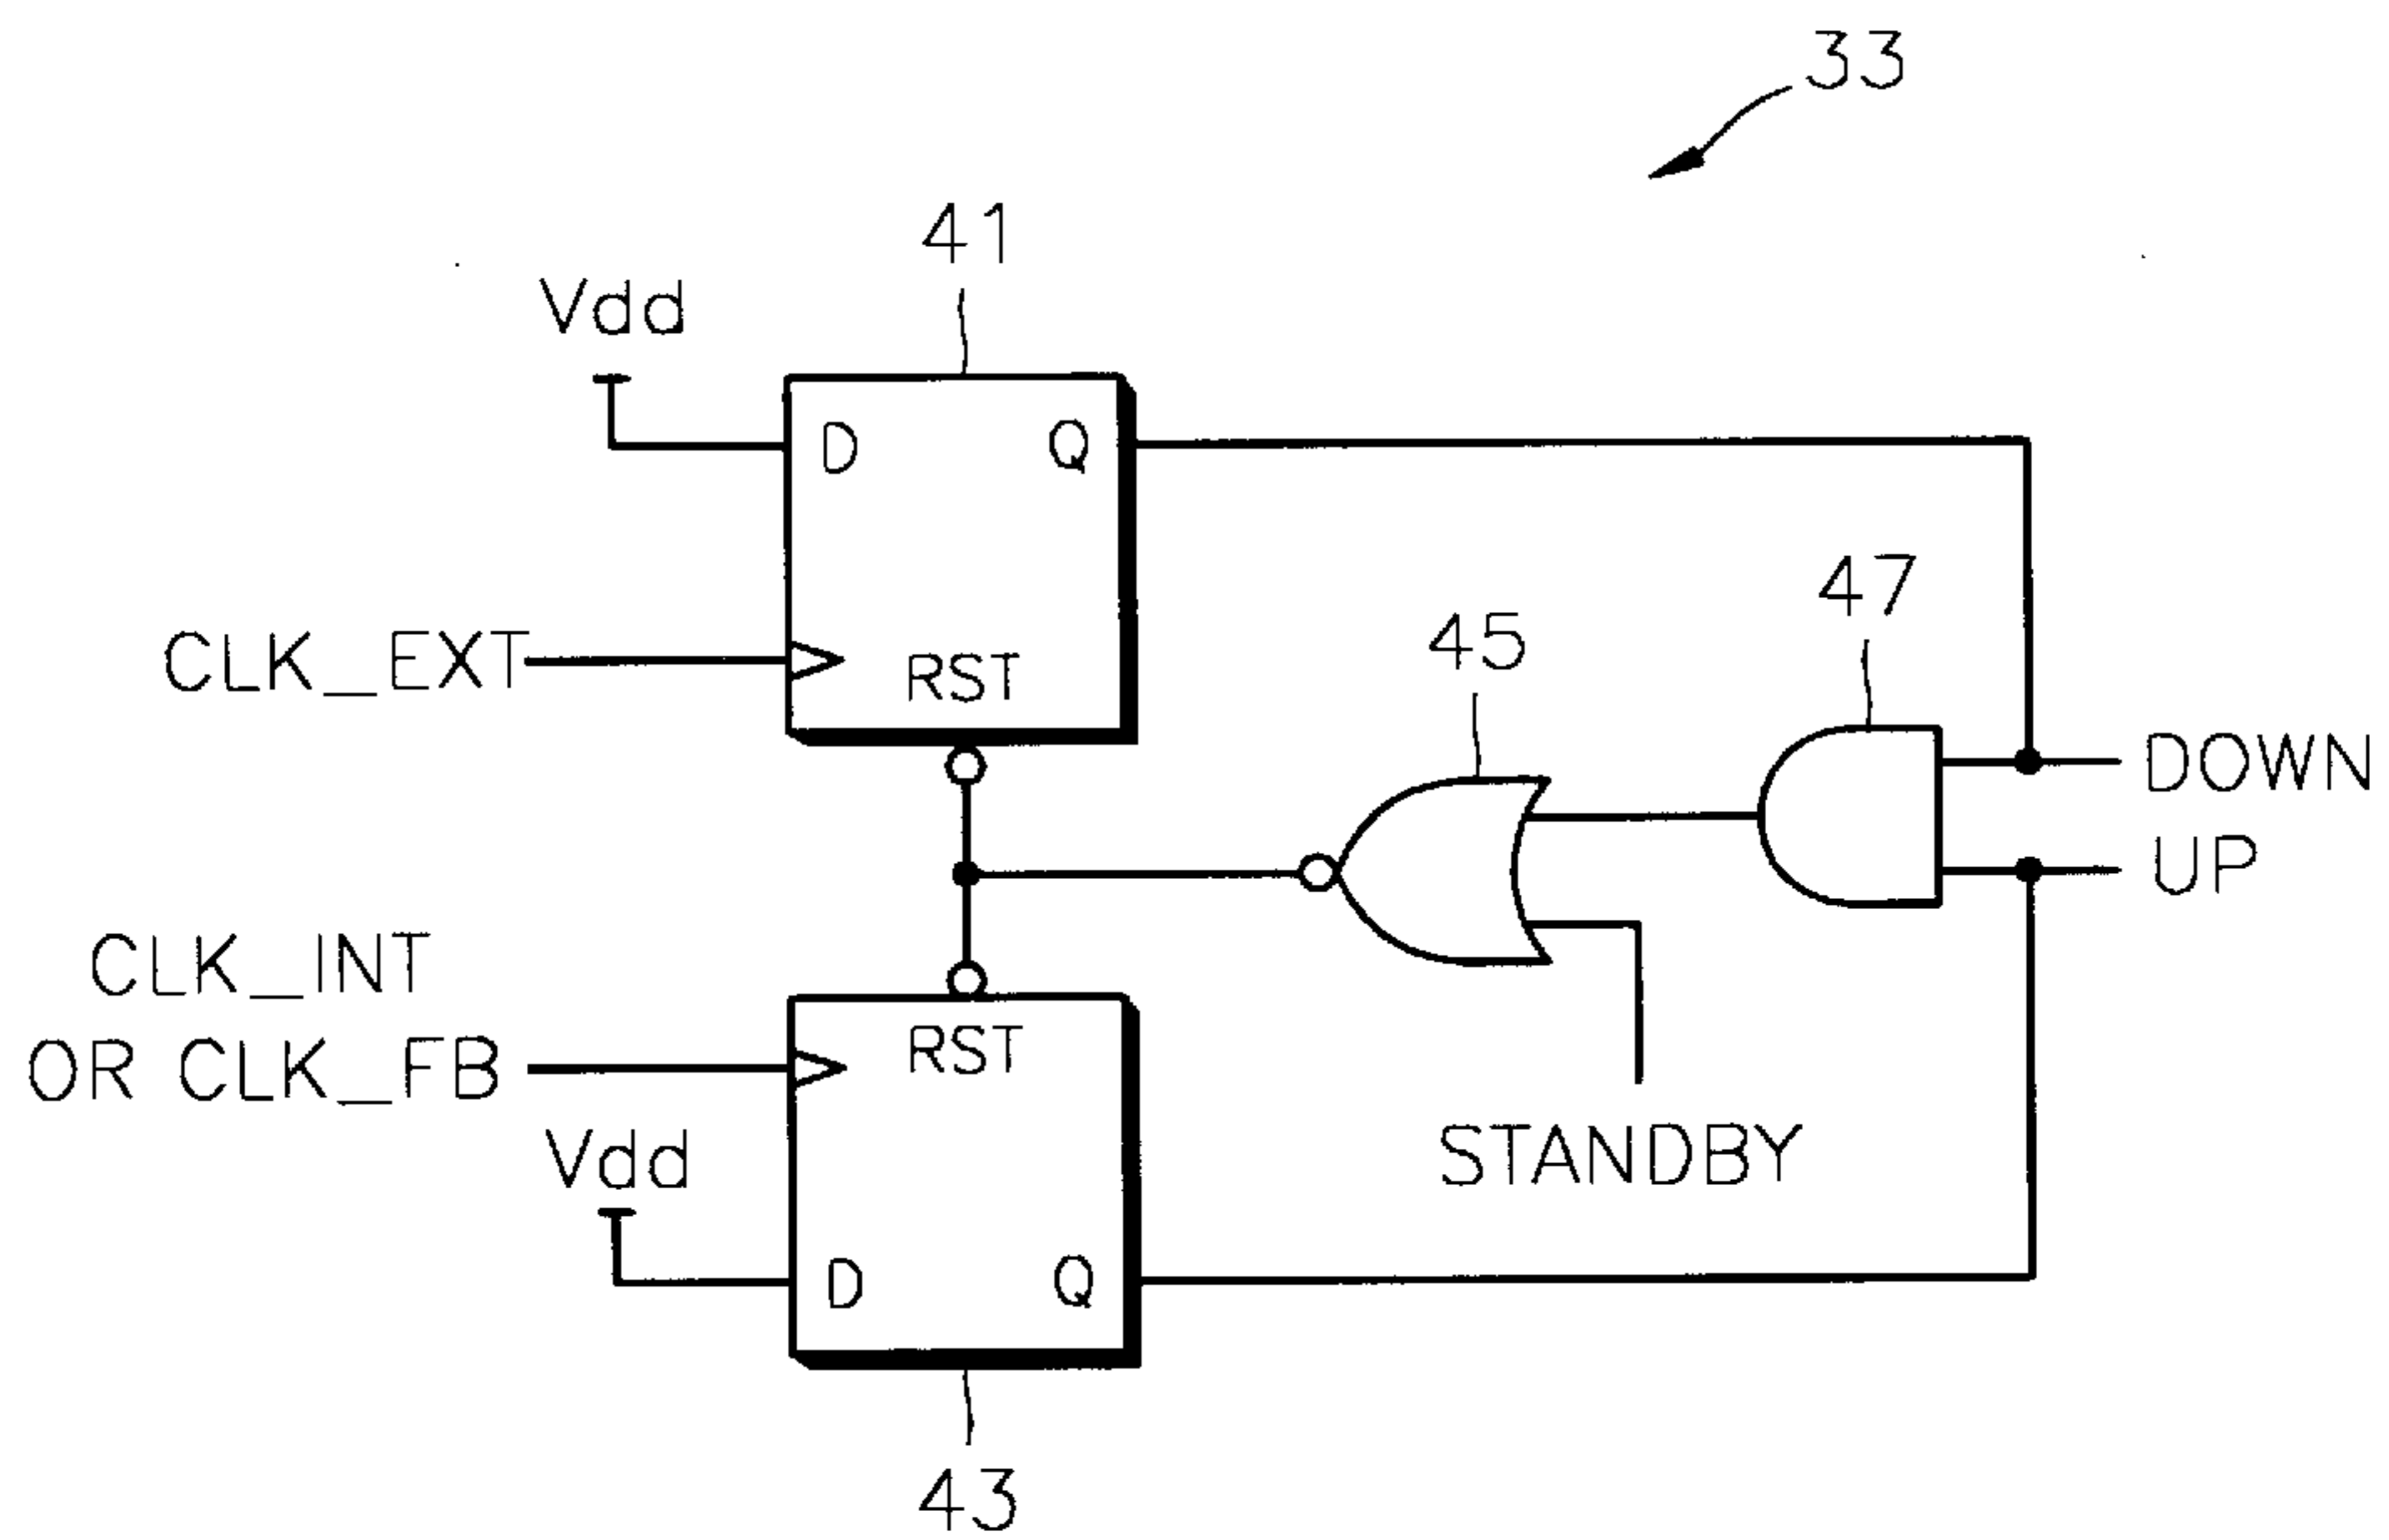 33
41
Vdd
D
Q
CLK_EXT
RST
45
47
DOWN
UP
CLK_INT
OR CLK_FB
RST
STANDBY
Vdd
D
Q
43